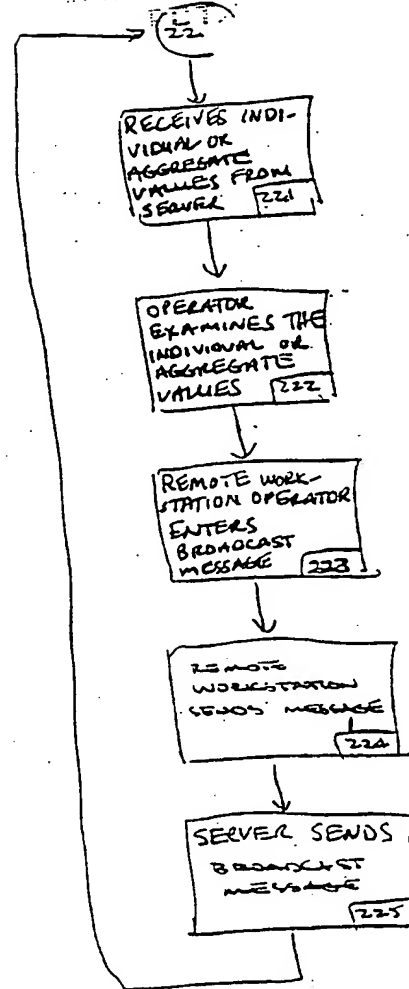 22
RECEIVES INDI-
VIDUAL OR
AGGREGATE
VALUES FROM
SERVER 221
OPERATOR
EXAMINES THE
INDIVIDUAL OR
AGGREGATE
VALUES 222
REMOTE WORK-
STATION OPERATOR
ENTERS
BROADCAST
MESSAGE 223
REMOTE
WORKSTATION
SENDS MESSAGE
224
SERVER SENDS
BROADCAST
MESSAGE
225